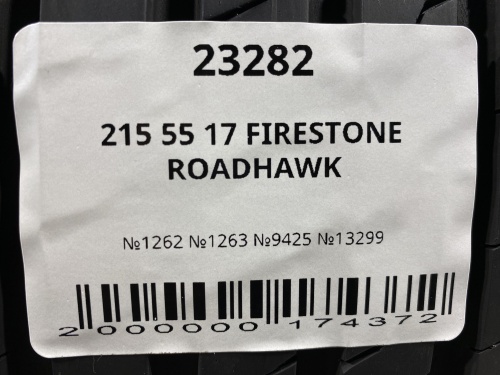 23282
215 55 17 FIRESTONE
ROADHAWK
№1262 №1263 №9425 №13299
2 000000 174372